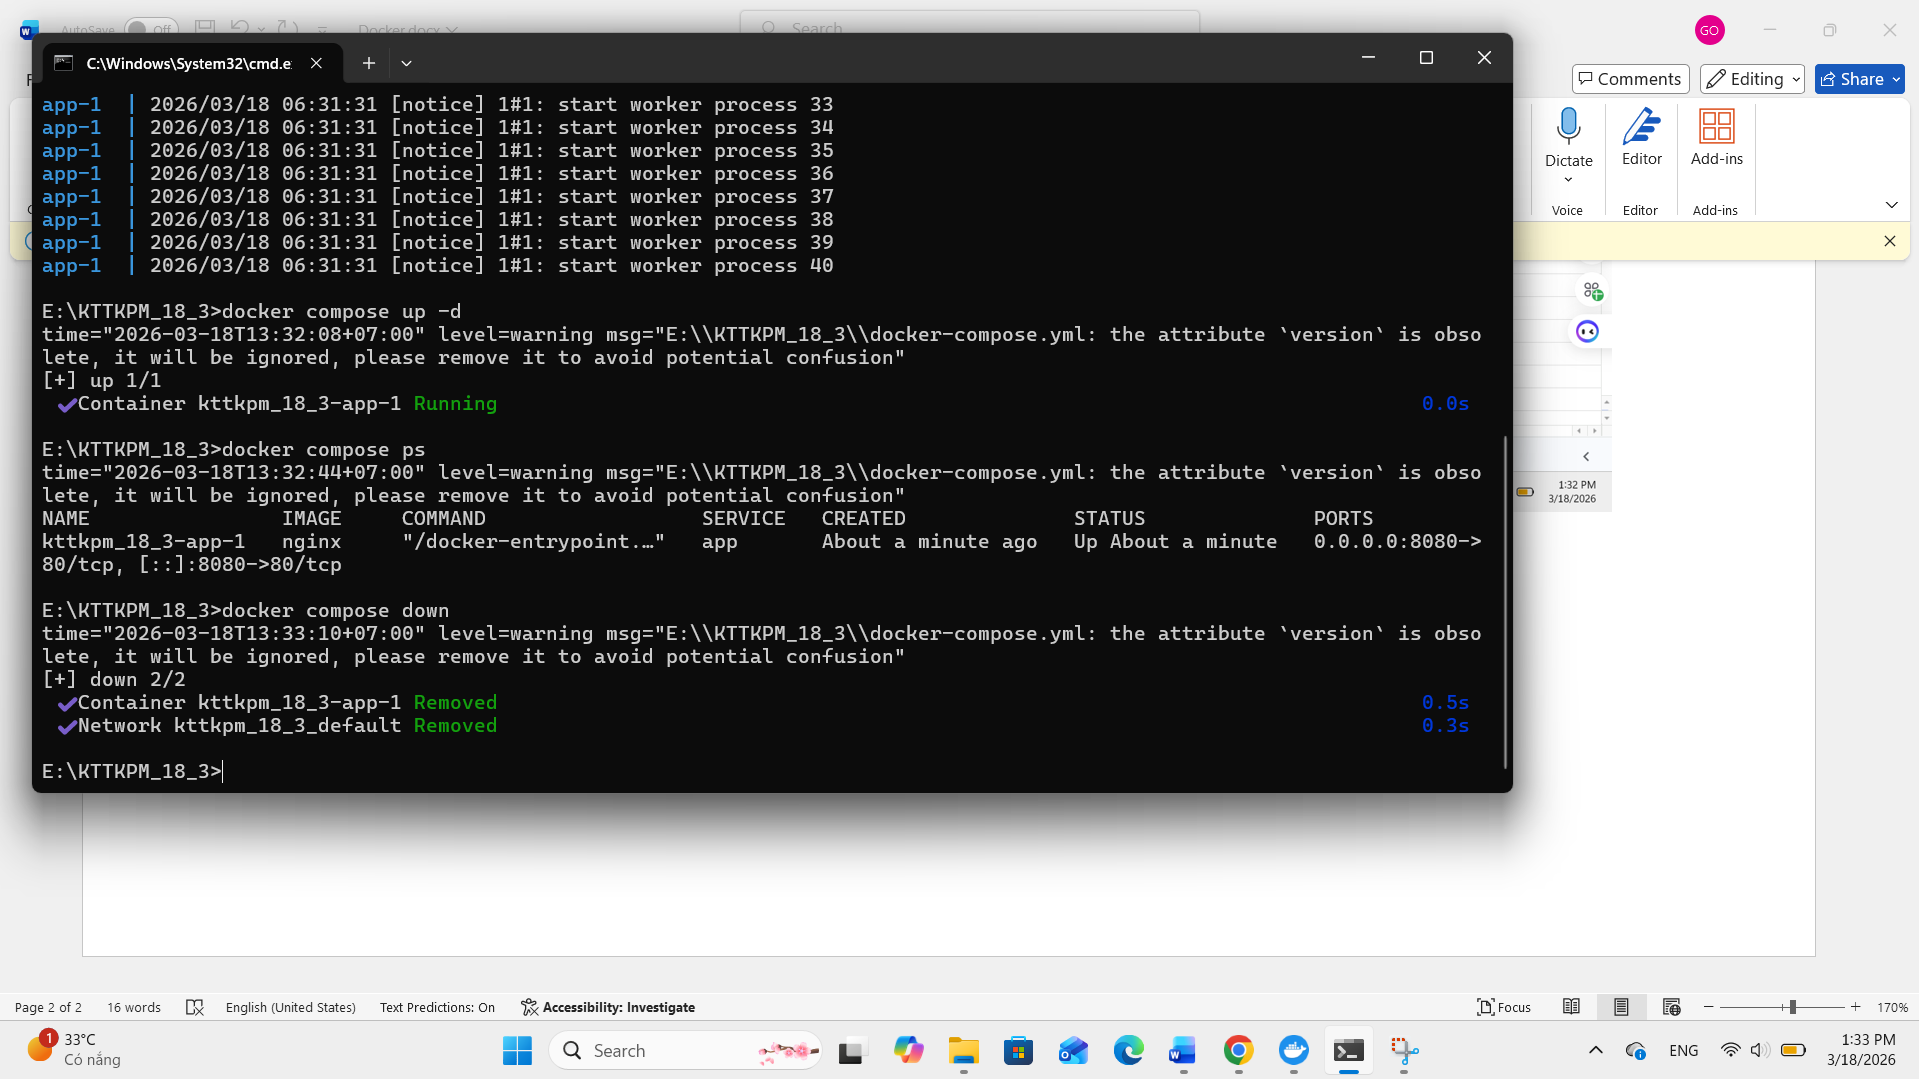 AutoSave
Off
Docker.docx
Search
GO
C:\Windows\System32\cmd.e
Comments
Editing
Share
app-1  | 2026/03/18 06:31:31 [notice] 1#1: start worker process 33
app-1  | 2026/03/18 06:31:31 [notice] 1#1: start worker process 34
app-1  | 2026/03/18 06:31:31 [notice] 1#1: start worker process 35
app-1  | 2026/03/18 06:31:31 [notice] 1#1: start worker process 36
app-1  | 2026/03/18 06:31:31 [notice] 1#1: start worker process 37
app-1  | 2026/03/18 06:31:31 [notice] 1#1: start worker process 38
app-1  | 2026/03/18 06:31:31 [notice] 1#1: start worker process 39
app-1  | 2026/03/18 06:31:31 [notice] 1#1: start worker process 40
E:\KTTKPM_18_3>docker compose up -d
time="2026-03-18T13:32:08+07:00" level=warning msg="E:\\KTTKPM_18_3\\docker-compose.yml: the attribute `version` is obso
lete, it will be ignored, please remove it to avoid potential confusion"
[+] up 1/1
✔Container kttkpm_18_3-app-1 Running 0.0s
E:\KTTKPM_18_3>docker compose ps
time="2026-03-18T13:32:44+07:00" level=warning msg="E:\\KTTKPM_18_3\\docker-compose.yml: the attribute `version` is obso
lete, it will be ignored, please remove it to avoid potential confusion"
NAME IMAGE COMMAND SERVICE CREATED STATUS PORTS
kttkpm_18_3-app-1 nginx "/docker-entrypoint.…" app About a minute ago Up About a minute 0.0.0.0:8080->
80/tcp, [::]:8080->80/tcp
E:\KTTKPM_18_3>docker compose down
time="2026-03-18T13:33:10+07:00" level=warning msg="E:\\KTTKPM_18_3\\docker-compose.yml: the attribute `version` is obso
lete, it will be ignored, please remove it to avoid potential confusion"
[+] down 2/2
✔Container kttkpm_18_3-app-1 Removed 0.5s
✔Network kttkpm_18_3_default Removed 0.3s
E:\KTTKPM_18_3>
Dictate
Editor
Add-ins
Voice
Editor
Add-ins
1:32 PM
3/18/2026
Page 2 of 2
16 words
English (United States)
Text Predictions: On
Accessibility: Investigate
Focus
170%
1
33°C
Có nắng
Search
ENG
1:33 PM
3/18/2026